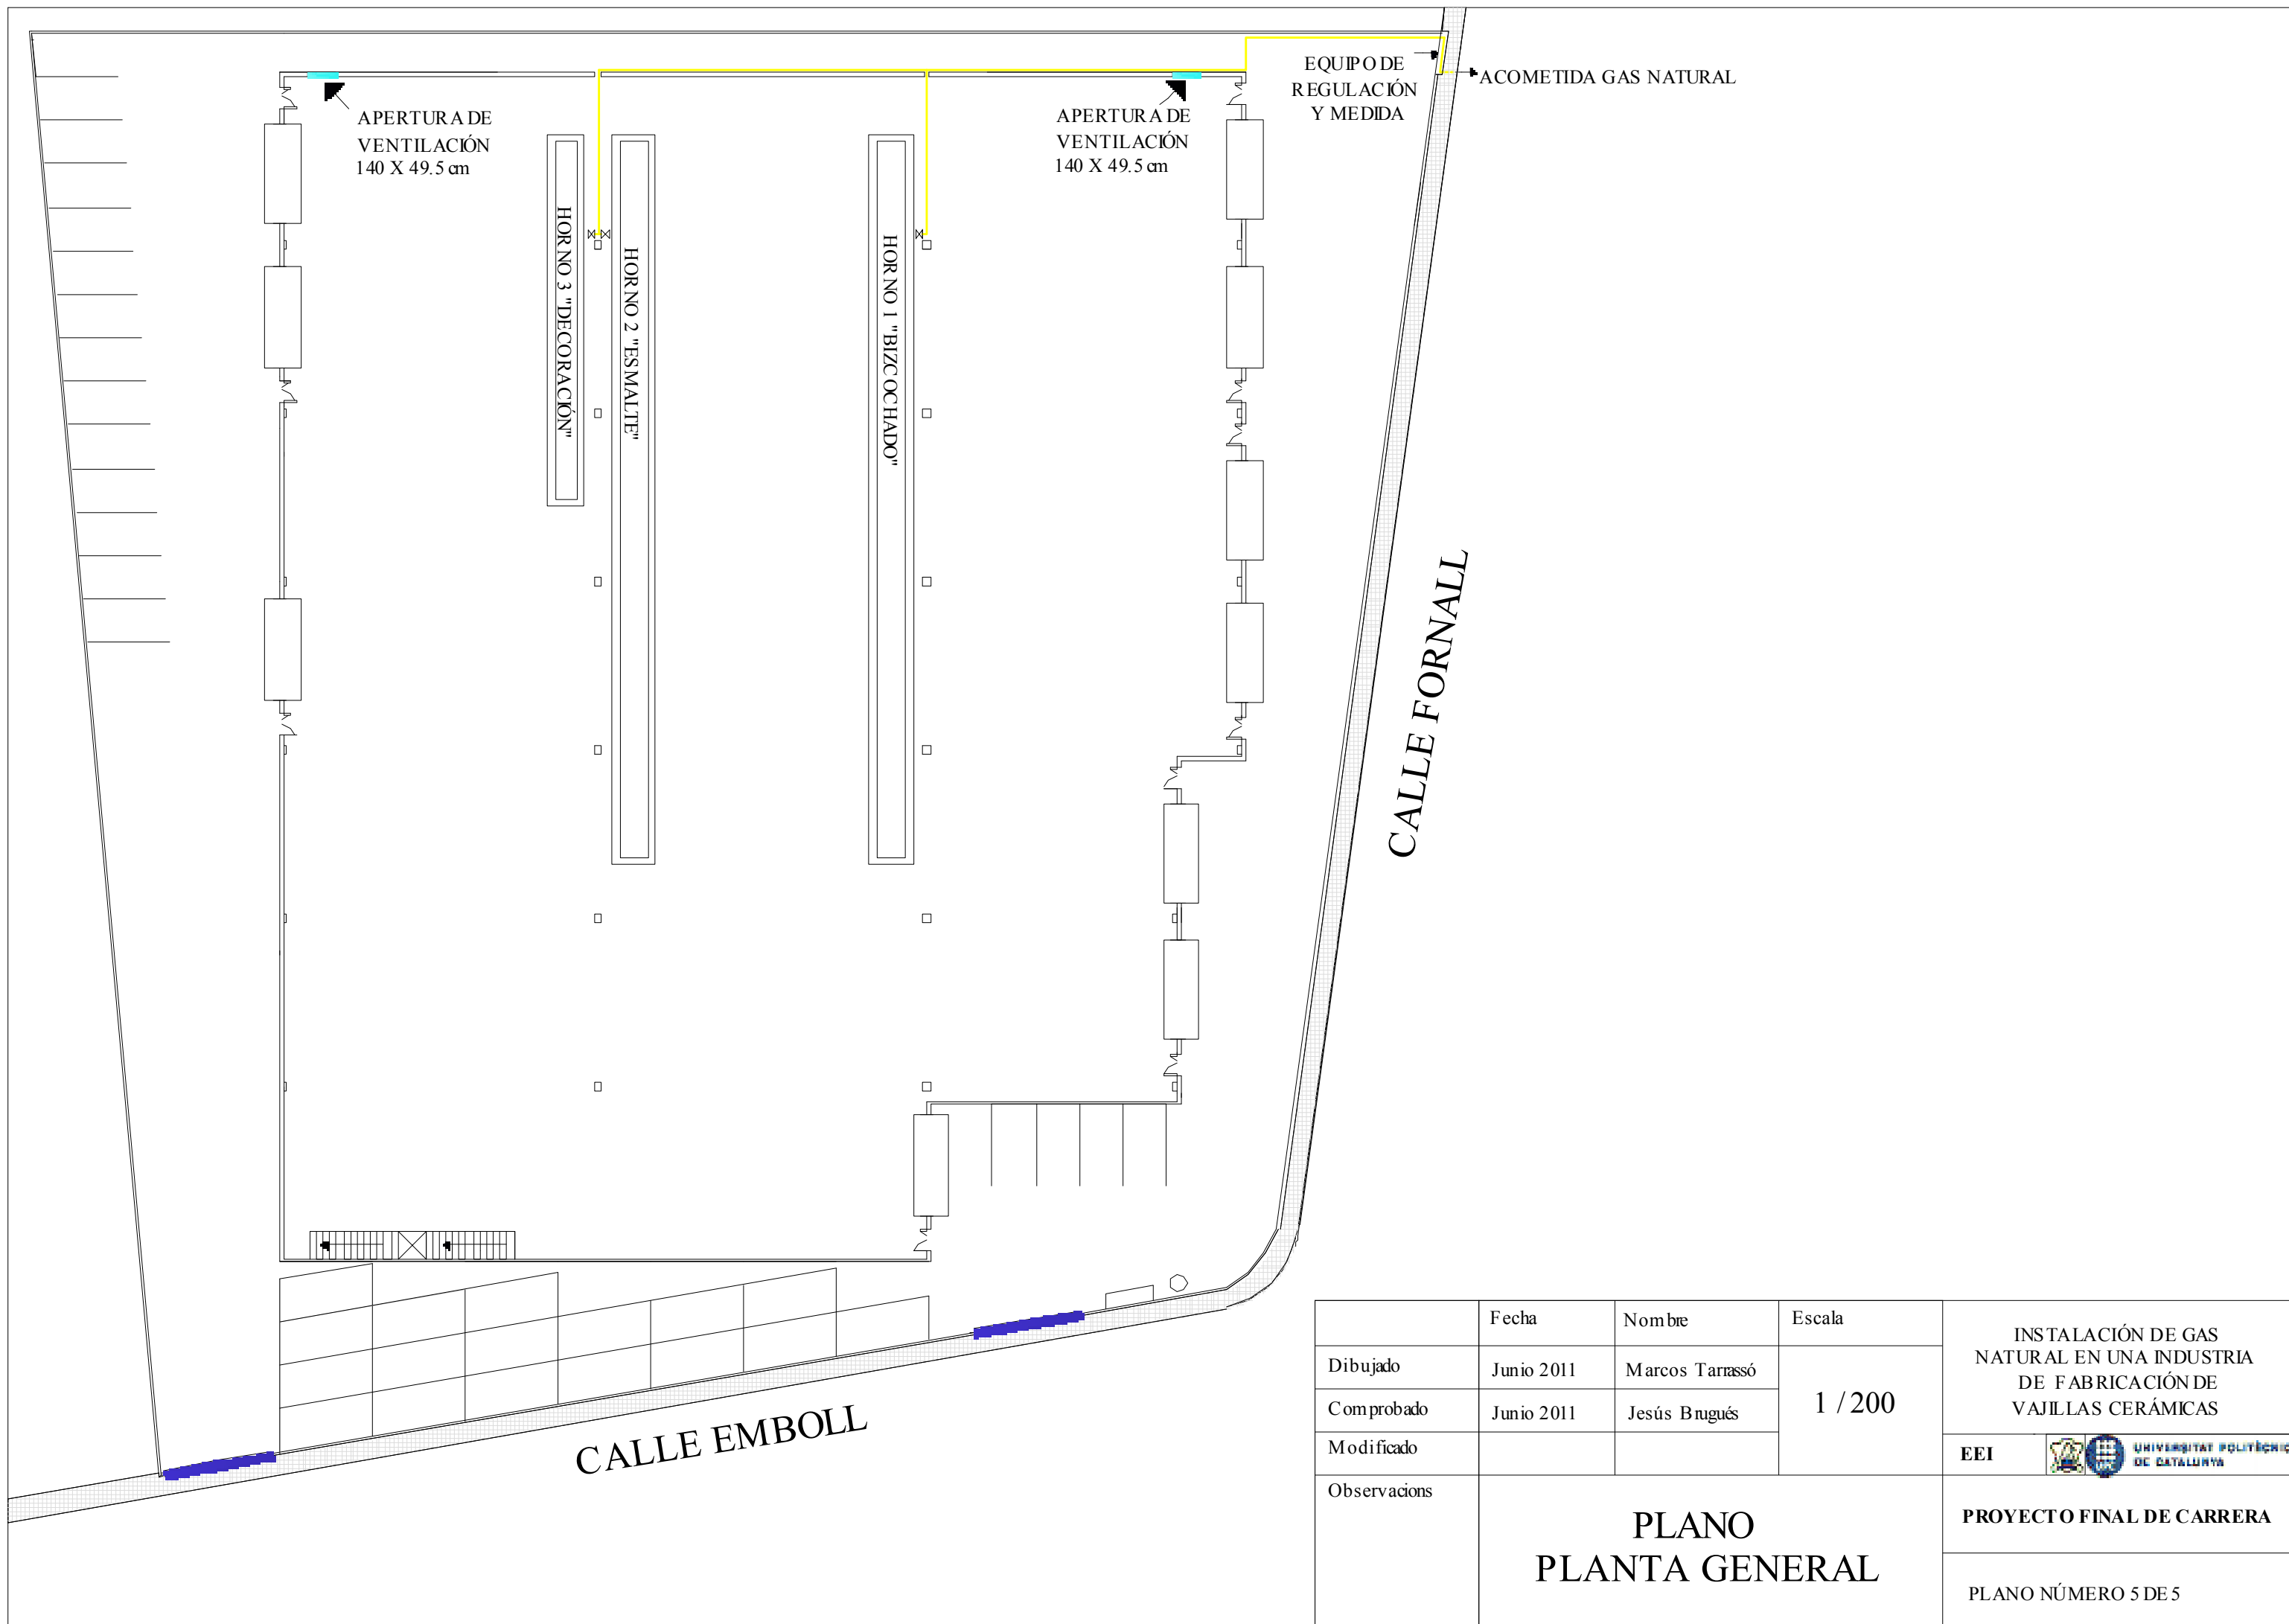 EQUIPO DE
REGULACIÓN
Y MEDIDA
ACOMETIDA GAS NATURAL
APERTURA DE
VENTILACIÓN
140 X 49.5 cm
APERTURA DE
VENTILACIÓN
140 X 49.5 cm
HORNO 3 "DECORACIÓN"
HORNO 2 "ESMALTE"
HORNO 1 "BIZCOCHADO"
CALLE FORNALL
CALLE EMBOLL
Fecha Nombre Escala
Dibujado Junio 2011 Marcos Tarrassó
Comprobado Junio 2011 Jesús Brugués
Modificado
1 / 200
INSTALACIÓN DE GAS
NATURAL EN UNA INDUSTRIA
DE FABRICACIÓN DE
VAJILLAS CERÁMICAS
EEI
UNIVERSITAT POLITÈCNIC
DE CATALUNYA
Observacions
PLANO
PLANTA GENERAL
PROYECTO FINAL DE CARRERA
PLANO NÚMERO 5 DE 5